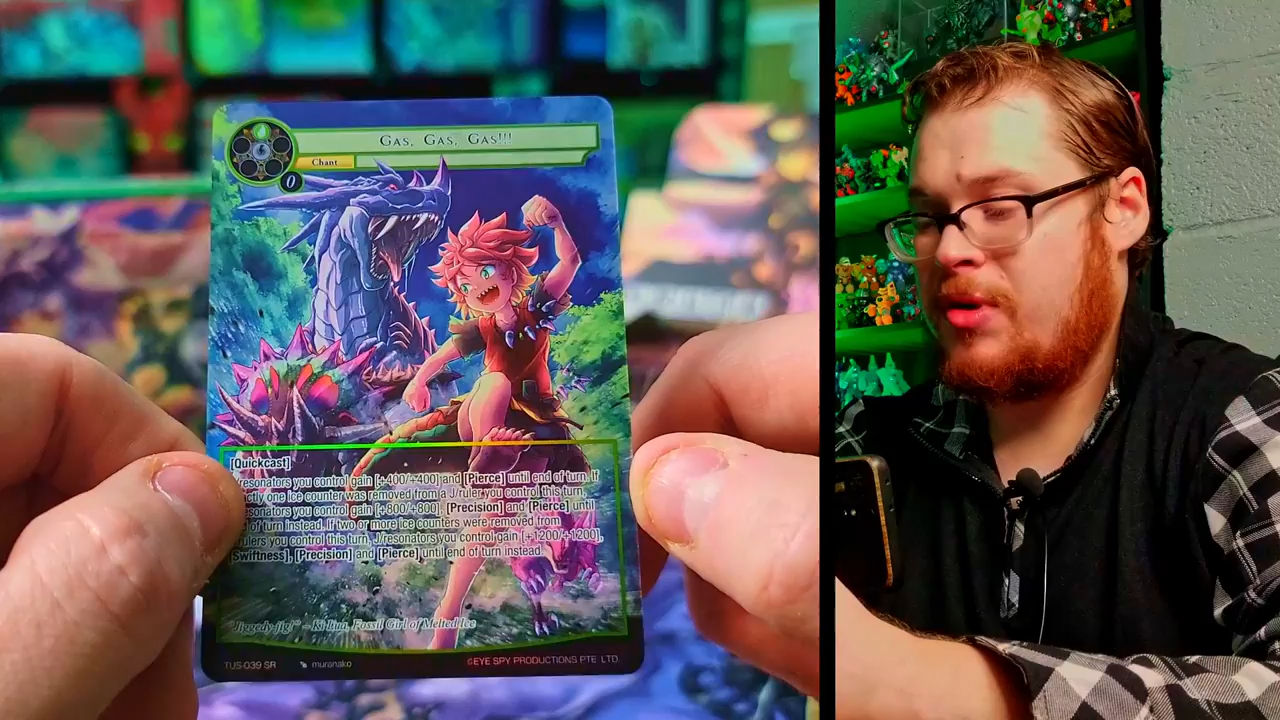 Gas, Gas, Gas!!!
Chant
0
[Quickcast]
resonators you control gain [+400/+400] and [Pierce] until end of turn. If
one ice counter was removed from a J/ruler you control this turn,
you control gain [+800/+800], [Precision] and [Pierce] until
of turn instead. If two or more ice counters were removed from
you control this turn, J/resonators you control gain [+1200/+1200],
[Swiftness], [Precision] and [Pierce] until end of turn instead.
"Jiggedy-jig!" – Fossil Girl of Melted Ice
TUS-039 SR muranako ©EYE SPY PRODUCTIONS PTE. LTD.